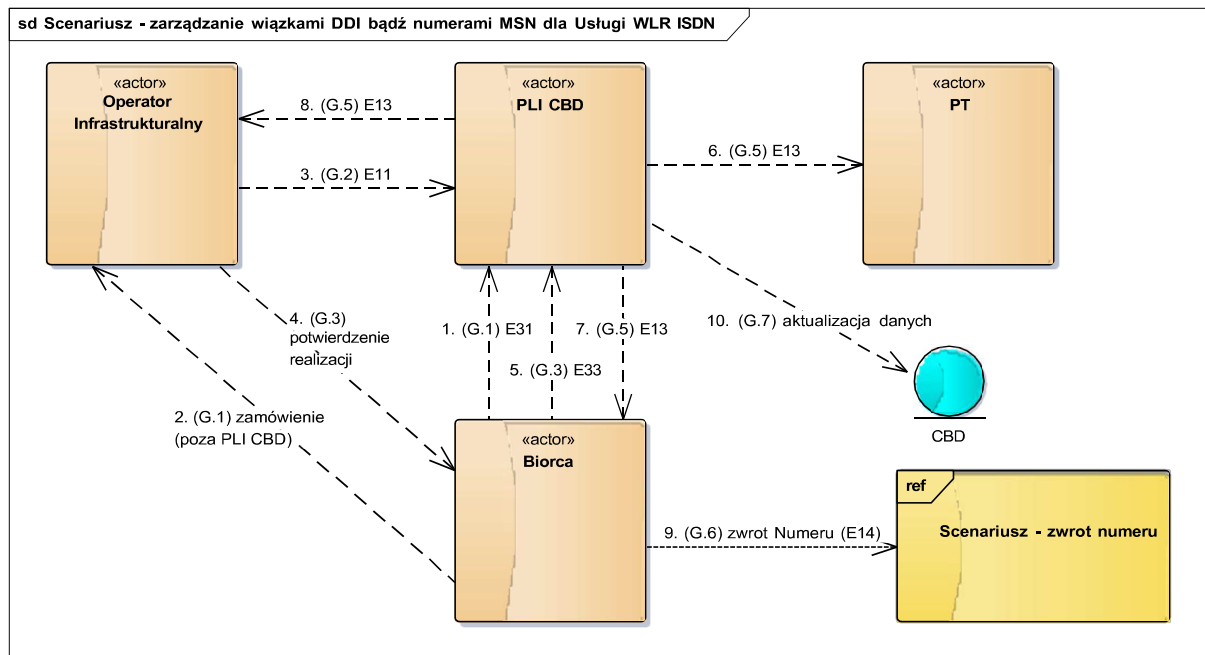 sd Scenariusz - zarządzanie wiązkami DDI bądź numerami MSN dla Usługi WLR ISDN
«actor»
Operator
Infrastrukturalny
8. (G.5) E13
3. (G.2) E11
«actor»
PLI CBD
6. (G.5) E13
«actor»
PT
4. (G.3)
potwierdzenie
realizacji
1. (G.1) E31
5. (G.3) E33
7. (G.5) E13
10. (G.7) aktualizacja danych
CBD
2. (G.1) zamówienie
(poza PLI CBD)
«actor»
Biorca
9. (G.6) zwrot Numeru (E14)
ref
Scenariusz - zwrot numeru